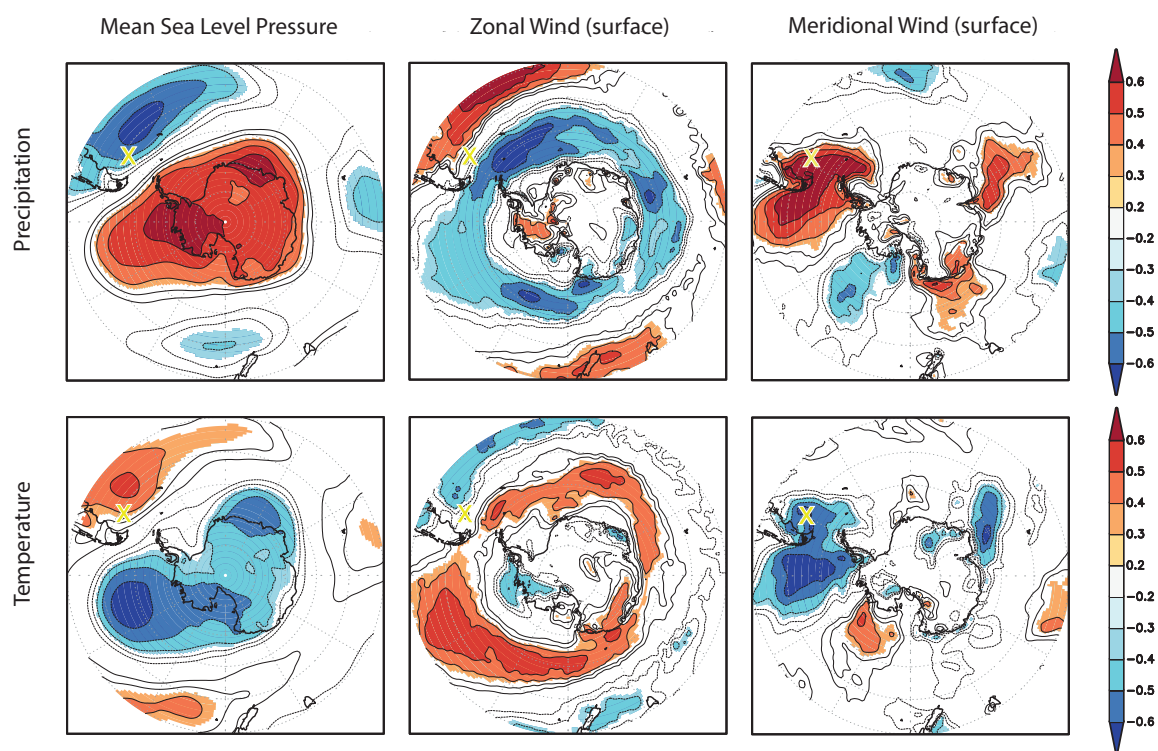 Mean Sea Level Pressure
Zonal Wind (surface)
Meridional Wind (surface)
Precipitation
X
X
X
0.6
0.5
0.4
0.3
0.2
−0.2
−0.3
−0.4
−0.5
−0.6
Temperature
X
X
X
0.6
0.5
0.4
0.3
0.2
−0.2
−0.3
−0.4
−0.5
−0.6